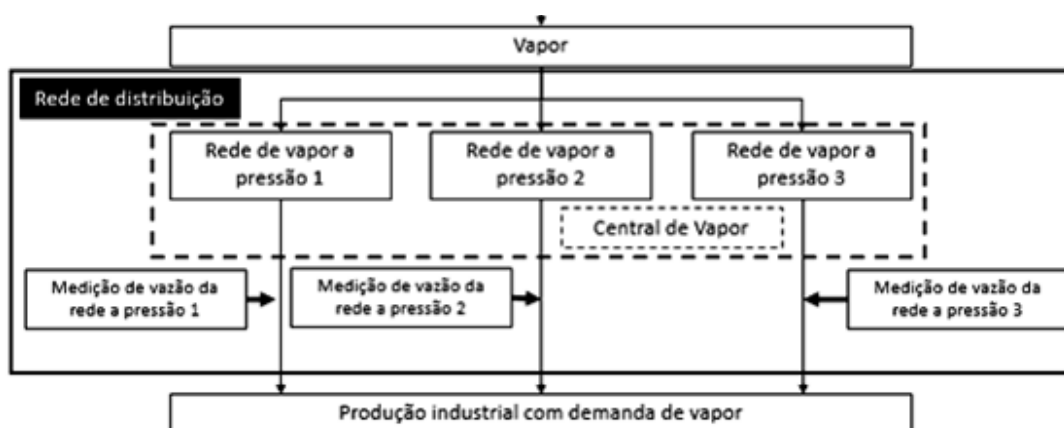 Vapor
Rede de distribuição
Rede de vapor a
pressão 1
Rede de vapor a
pressão 2
Rede de vapor a
pressão 3
Central de Vapor
Medição de vazão da
rede a pressão 1
Medição de vazão da
rede a pressão 2
Medição de vazão da
rede a pressão 3
Produção industrial com demanda de vapor